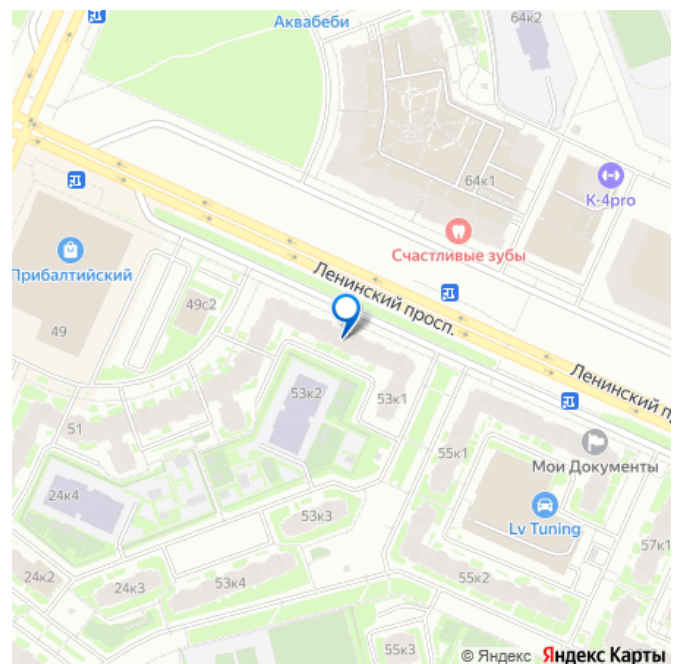 Аквабеби
64к2
64к1
К-4pro
Счастливые зубы
Прибалтийский
49
49с2
Ленинский просп.
Ленинский п
53к2
53к1
51
55к1
Мои Документы
24к4
53к3
Lv Tuning
57к1
24к2
24к3
53к4
55к2
55к3
© Яндекс Яндекс Карты